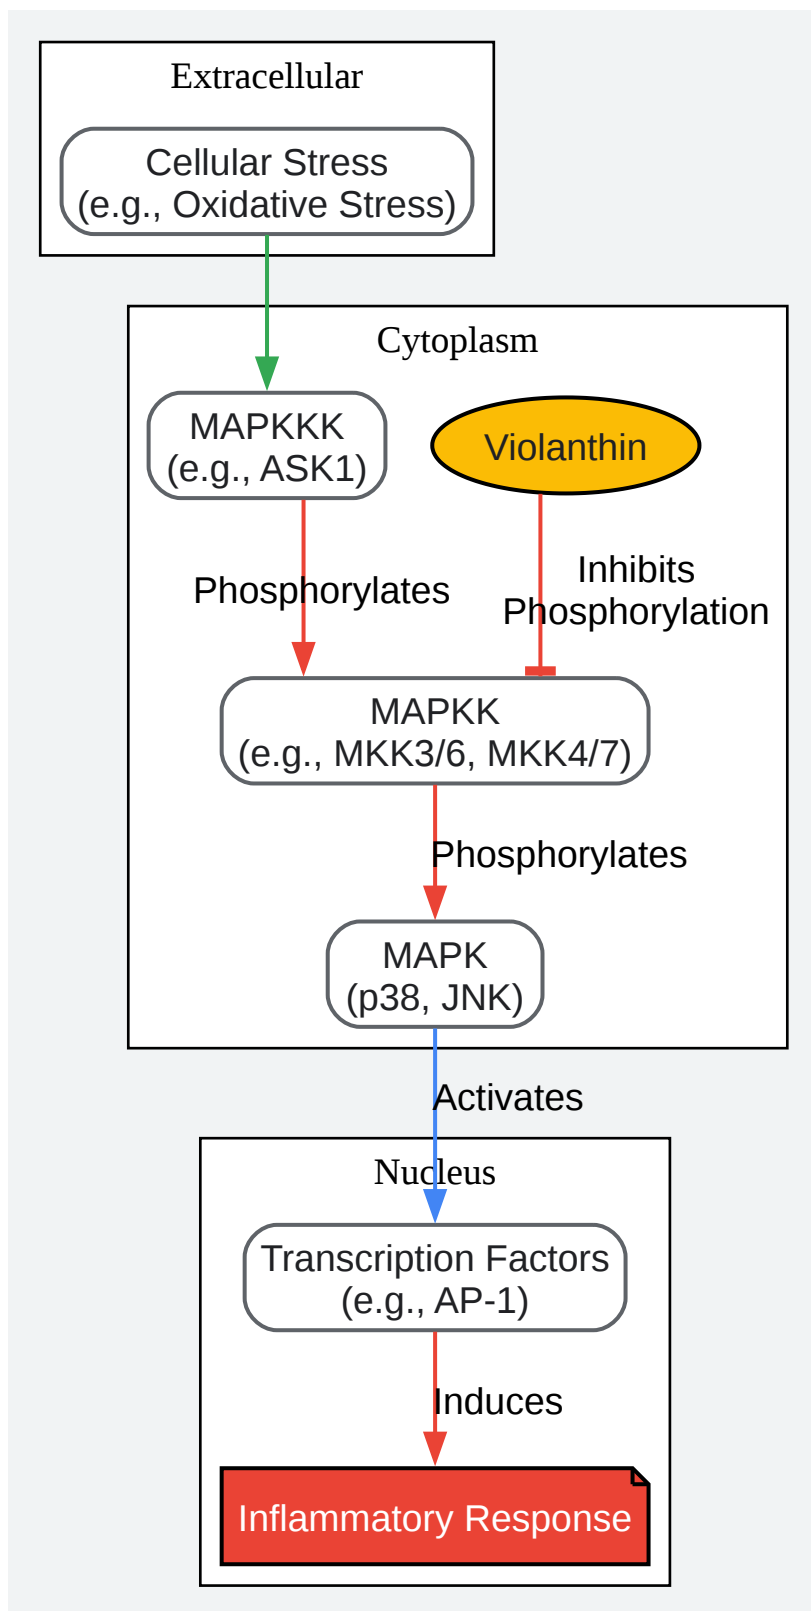 Extracellular
Cellular Stress
(e.g., Oxidative Stress)
Cytoplasm
MAPKKK
(e.g., ASK1)
Violanthin
Phosphorylates
Inhibits
Phosphorylation
MAPKK
(e.g., MKK3/6, MKK4/7)
Phosphorylates
MAPK
(p38, JNK)
Activates
Nucleus
Transcription Factors
(e.g., AP-1)
Induces
Inflammatory Response